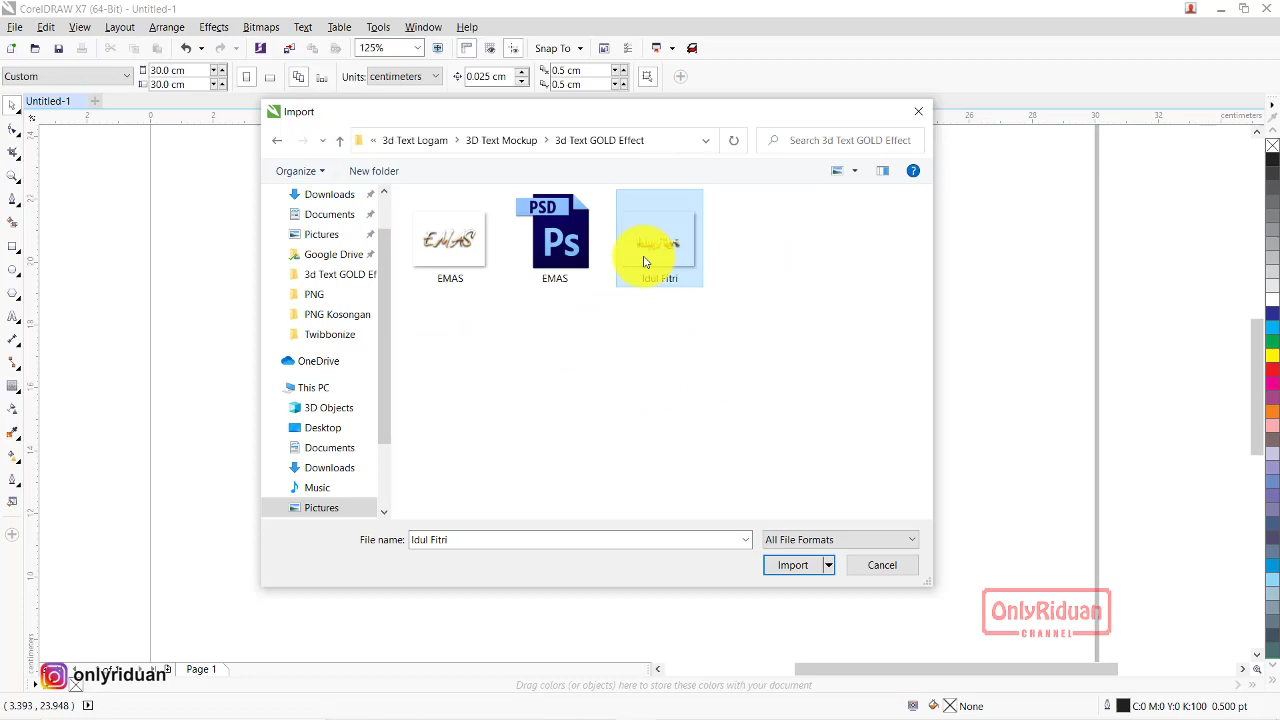 CorelDRAW X7 (64-Bit) - Untitled-1
File Edit View Layout Arrange Effects Bitmaps Text Table Tools Window Help
125% Snap To
Custom 30.0 cm 30.0 cm Units: centimeters 0.025 cm 0.5 cm 0.5 cm
Untitled-1
2 0 26 28 30 32 centimeters
Import
« 3d Text Logam > 3D Text Mockup > 3d Text GOLD Effect Search 3d Text GOLD Effect
Organize New folder
Downloads
Documents
Pictures
Google Drive
3d Text GOLD Ef
PNG
PNG Kosongan
Twibbonize
OneDrive
This PC
3D Objects
Desktop
Documents
Downloads
Music
Pictures
EMAS
PSD
Ps
EMAS
EMAS
Idul Fitri
File name: Idul Fitri All File Formats
Import Cancel
OnlyRiduan
- CHANNEL -
onlyriduan
Page 1
Drag colors (or objects) here to store these colors with your document
(3.393, 23.948) None C:0 M:0 Y:0 K:100 0.500 pt